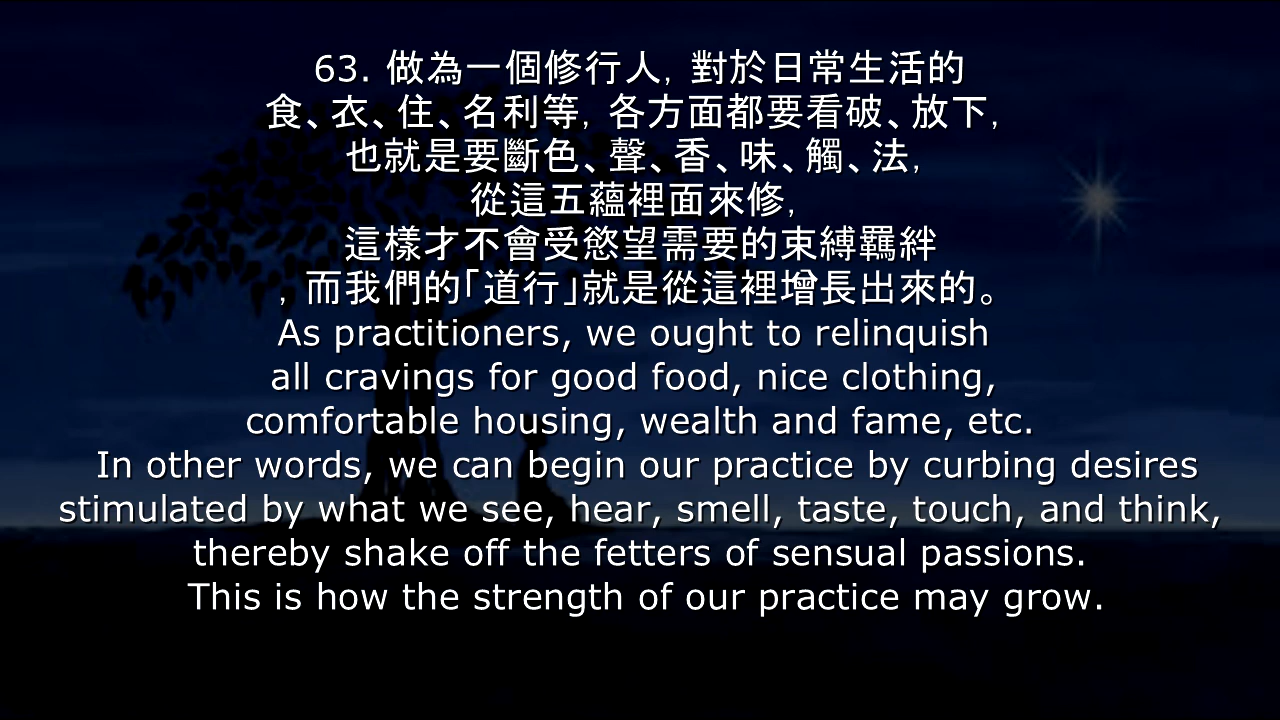 63. 做為一個修行人, 對於日常生活的
食、衣、住、名利等, 各方面都要看破、放下,
也就是要斷色、聲、香、味、觸、法,
從這五蘊裡面來修,
這樣才不會受慾望需要的束縛羈絆
, 而我們的「道行」就是從這裡增長出來的。
As practitioners, we ought to relinquish
all cravings for good food, nice clothing,
comfortable housing, wealth and fame, etc.
In other words, we can begin our practice by curbing desires
stimulated by what we see, hear, smell, taste, touch, and think,
thereby shake off the fetters of sensual passions.
This is how the strength of our practice may grow.